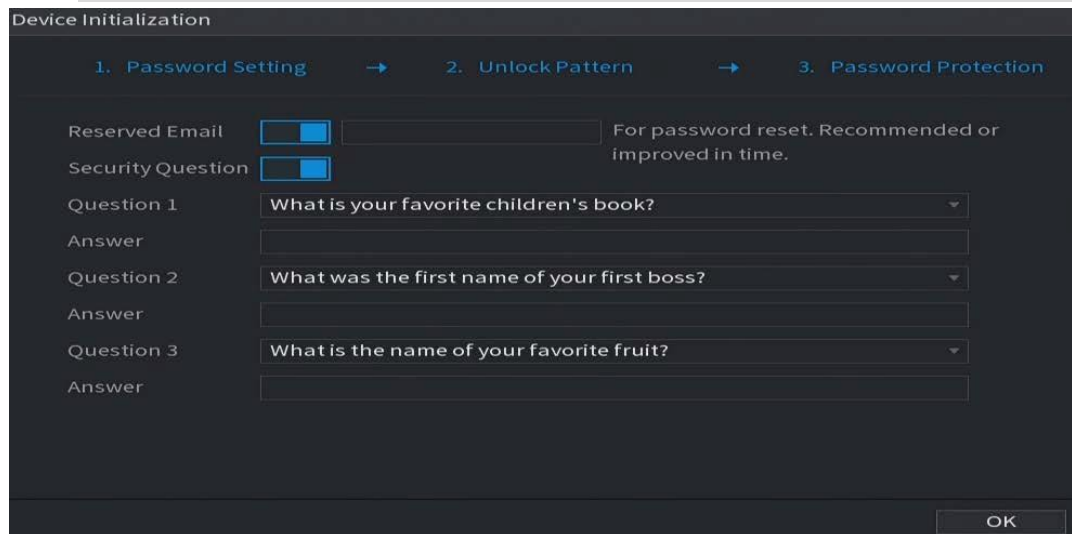 Device Initialization
1. Password Setting → 2. Unlock Pattern → 3. Password Protection
Reserved Email For password reset. Recommended or
improved in time.
Security Question
Question 1 What is your favorite children's book?
Answer
Question 2 What was the first name of your first boss?
Answer
Question 3 What is the name of your favorite fruit?
Answer
OK